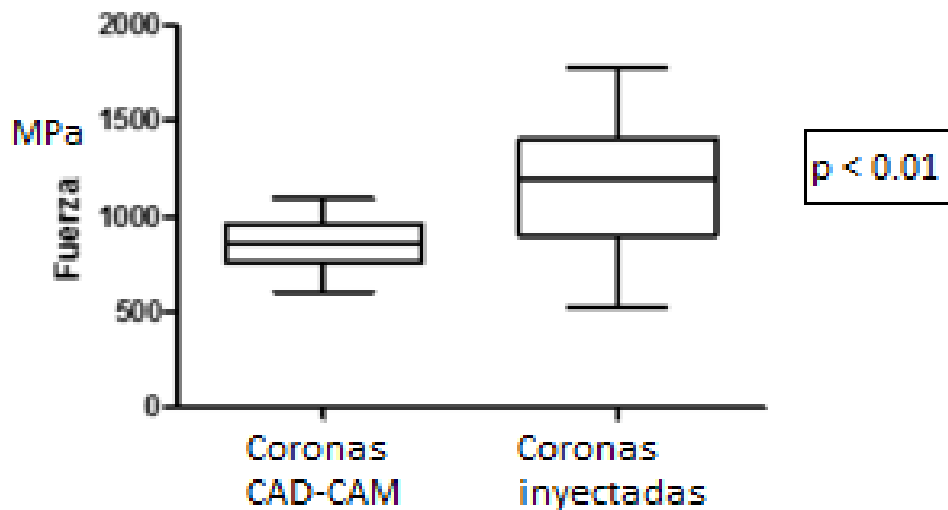 2000
1500
MPa
1000
Fuerza
500
0
p < 0.01
Coronas
CAD-CAM
Coronas
inyectadas